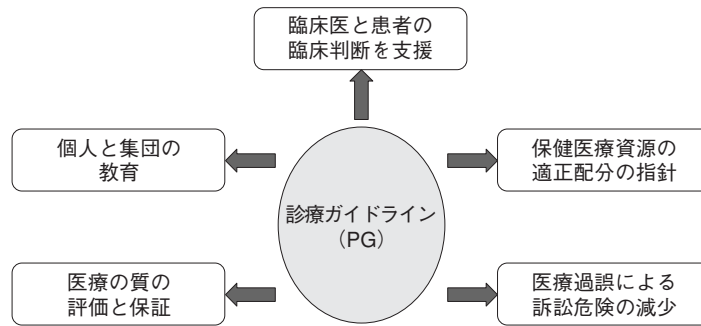 臨床医と患者の
臨床判断を支援
個人と集団の
教育
保健医療資源の
適正配分の指針
診療ガイドライン
（PG）
医療の質の
評価と保証
医療過誤による
訴訟危険の減少